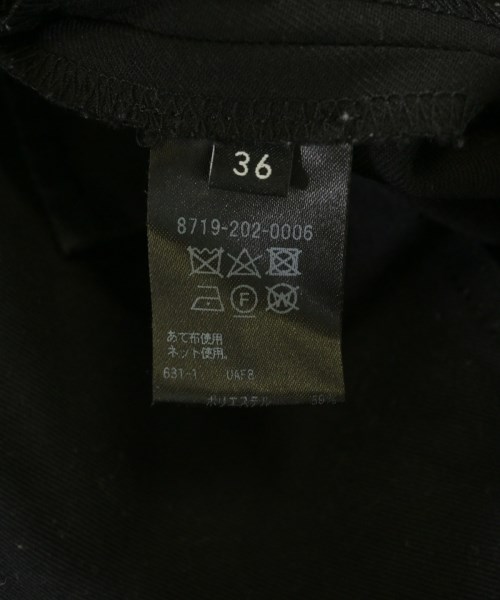 36
8719-202-0006
F W
あて布使用
ネット使用。
631-1 UAF8
ポリエステル